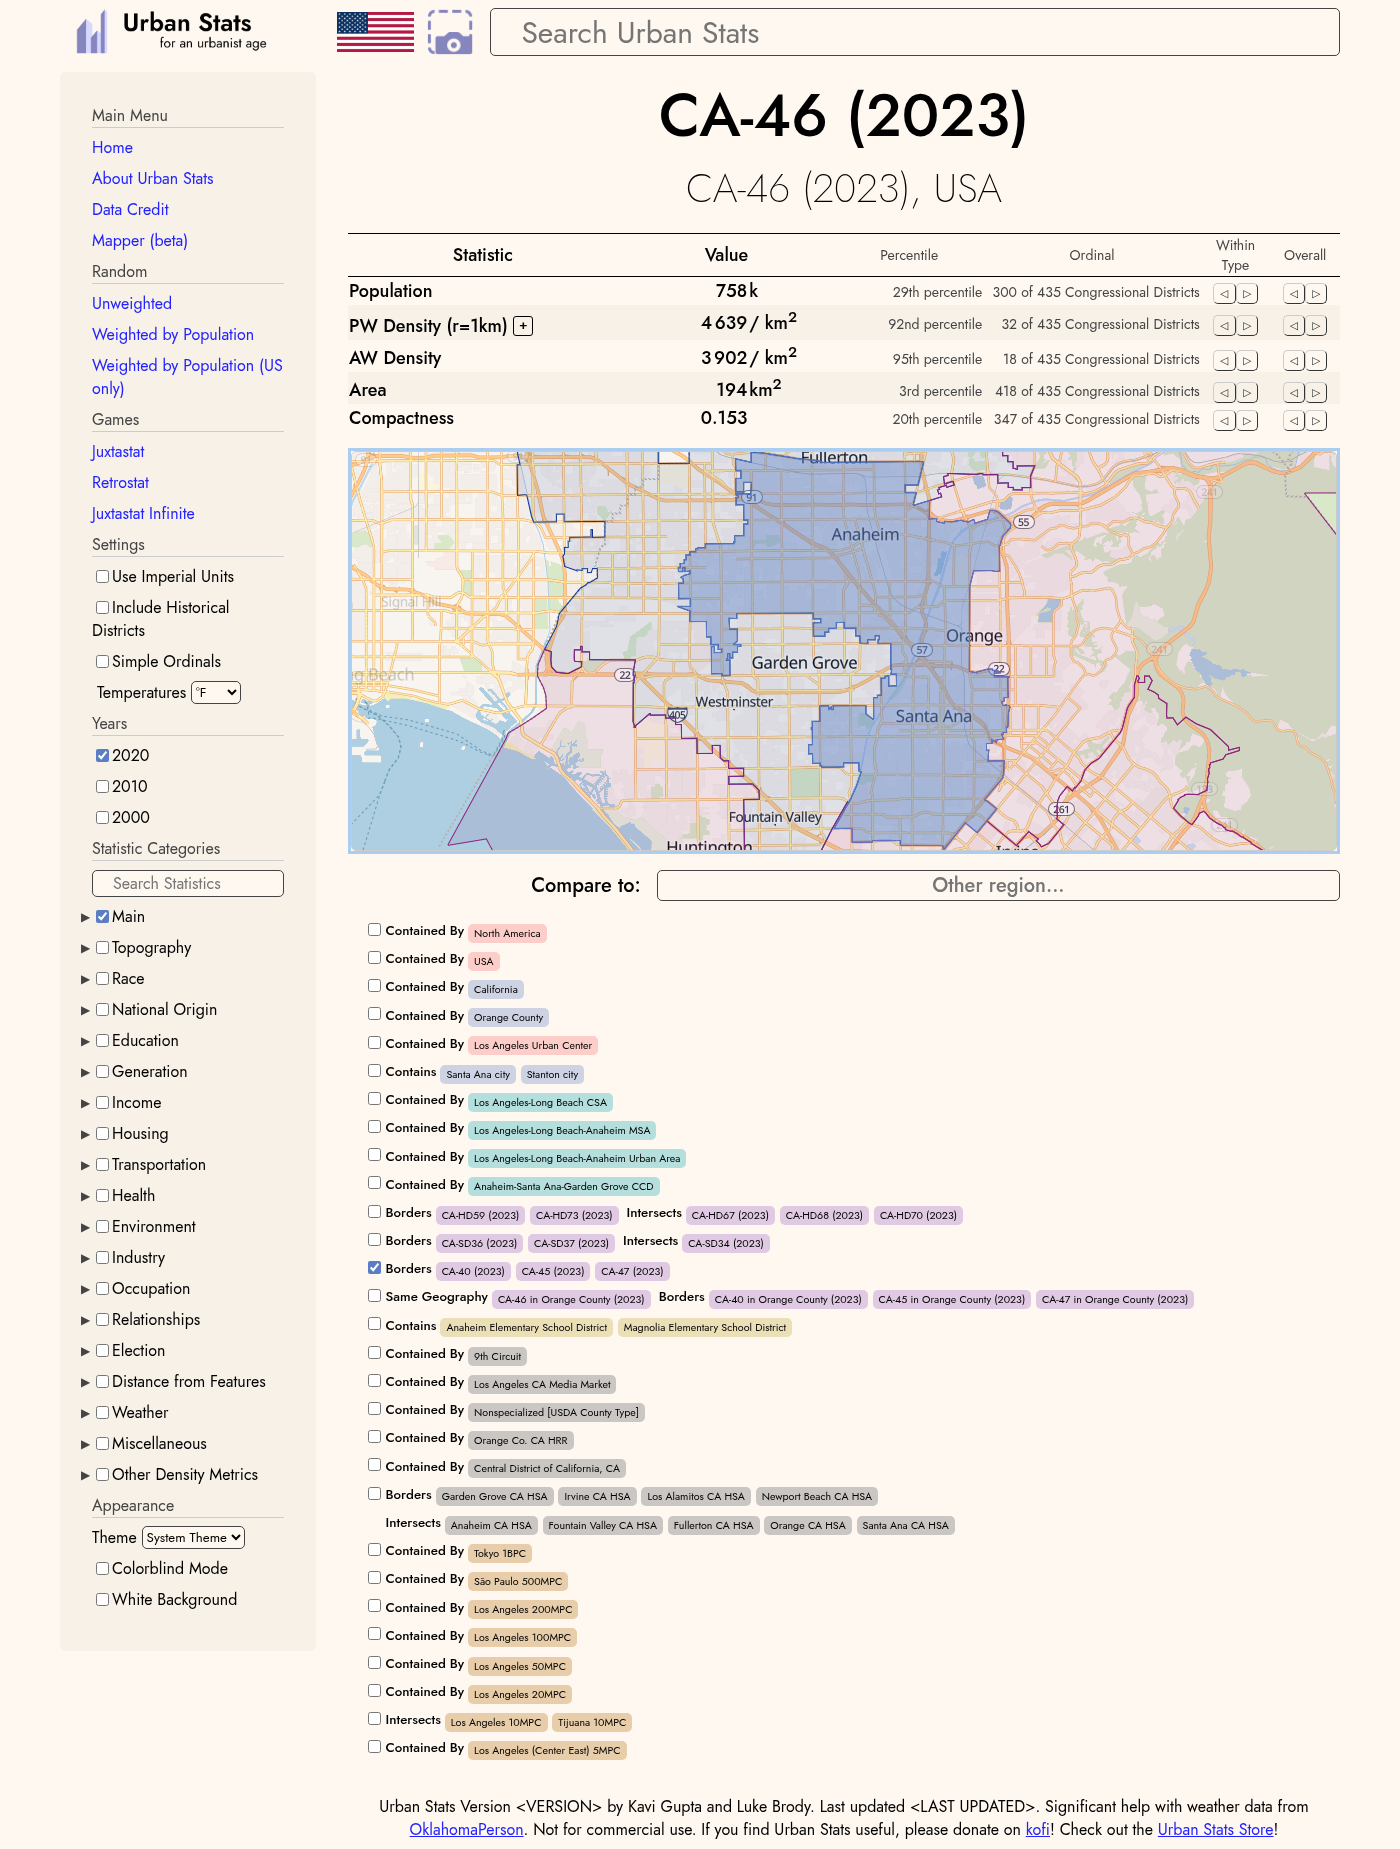 Urban Stats
for an urbanist age
Search Urban Stats
Main Menu
Home
About Urban Stats
Data Credit
Mapper (beta)
Random
Unweighted
Weighted by Population
Weighted by Population (US
only)
Games
Juxtastat
Retrostat
Juxtastat Infinite
Settings
Use Imperial Units
Include Historical
Districts
Simple Ordinals
Temperatures °F
Years
2020
2010
2000
Statistic Categories
Search Statistics
Main
Topography
Race
National Origin
Education
Generation
Income
Housing
Transportation
Health
Environment
Industry
Occupation
Relationships
Election
Distance from Features
Weather
Miscellaneous
Other Density Metrics
Appearance
Theme System Theme
Colorblind Mode
White Background
CA-46 (2023)
CA-46 (2023), USA
Statistic Value Percentile Ordinal Within Type Overall
Population 758 k 29th percentile 300 of 435 Congressional Districts
PW Density (r=1km) + 4 639 / km2 92nd percentile 32 of 435 Congressional Districts
AW Density 3 902 / km2 95th percentile 18 of 435 Congressional Districts
Area 194 km2 3rd percentile 418 of 435 Congressional Districts
Compactness 0.153 20th percentile 347 of 435 Congressional Districts
Fullerton
91
241
55
Anaheim
Signal Hill
Orange
57
241
Garden Grove
22
22
ng Beach
Westminster
405
Santa Ana
261
Fountain Valley
Huntington
Irvine
Compare to: Other region...
Contained By North America
Contained By USA
Contained By California
Contained By Orange County
Contained By Los Angeles Urban Center
Contains Santa Ana city Stanton city
Contained By Los Angeles-Long Beach CSA
Contained By Los Angeles-Long Beach-Anaheim MSA
Contained By Los Angeles-Long Beach-Anaheim Urban Area
Contained By Anaheim-Santa Ana-Garden Grove CCD
Borders CA-HD59 (2023) CA-HD73 (2023) Intersects CA-HD67 (2023) CA-HD68 (2023) CA-HD70 (2023)
Borders CA-SD36 (2023) CA-SD37 (2023) Intersects CA-SD34 (2023)
Borders CA-40 (2023) CA-45 (2023) CA-47 (2023)
Same Geography CA-46 in Orange County (2023) Borders CA-40 in Orange County (2023) CA-45 in Orange County (2023) CA-47 in Orange County (2023)
Contains Anaheim Elementary School District Magnolia Elementary School District
Contained By 9th Circuit
Contained By Los Angeles CA Media Market
Contained By Nonspecialized [USDA County Type]
Contained By Orange Co. CA HRR
Contained By Central District of California, CA
Borders Garden Grove CA HSA Irvine CA HSA Los Alamitos CA HSA Newport Beach CA HSA
Intersects Anaheim CA HSA Fountain Valley CA HSA Fullerton CA HSA Orange CA HSA Santa Ana CA HSA
Contained By Tokyo 1BPC
Contained By São Paulo 500MPC
Contained By Los Angeles 200MPC
Contained By Los Angeles 100MPC
Contained By Los Angeles 50MPC
Contained By Los Angeles 20MPC
Intersects Los Angeles 10MPC Tijuana 10MPC
Contained By Los Angeles (Center East) 5MPC
Urban Stats Version <VERSION> by Kavi Gupta and Luke Brody. Last updated <LAST UPDATED>. Significant help with weather data from
OklahomaPerson. Not for commercial use. If you find Urban Stats useful, please donate on kofi! Check out the Urban Stats Store!